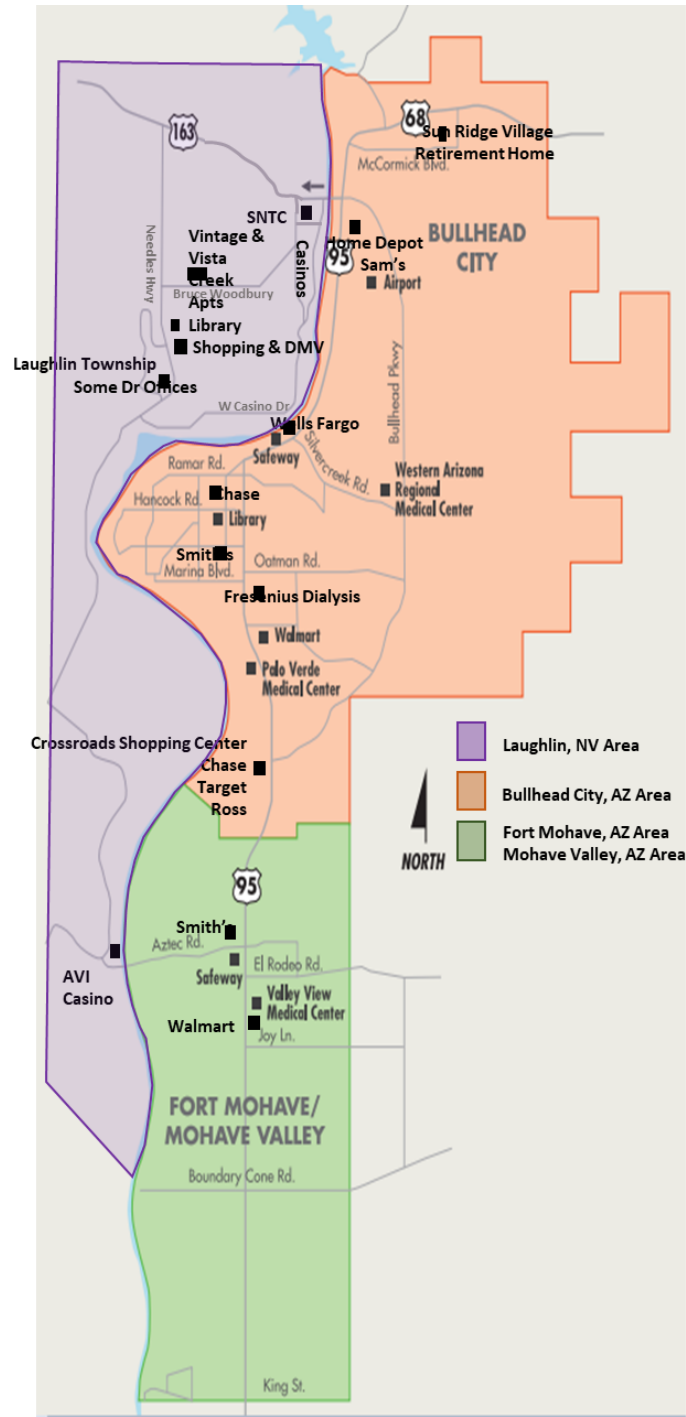 68
163
Sun Ridge Village
Retirement Home
McCormick Blvd.
SNTC
BULLHEAD
CITY
Needles Hwy
Vintage &
Vista
Creek
Apts
Casinos
Home Depot
Sam's
95
Airport
Bruce Woodbury
Library
Shopping & DMV
Laughlin Township
Some Dr Offices
Bullhead Pkwy
W Casino Dr
Wells Fargo
Safeway
Silvercreek Rd.
Ramar Rd.
Western Arizona
Regional
Medical Center
Hancock Rd.
Chase
Library
Smith's
Marina Blvd.
Oatman Rd.
Fresenius Dialysis
Walmart
Palo Verde
Medical Center
Crossroads Shopping Center
Chase
Target
Ross
Laughlin, NV Area
Bullhead City, AZ Area
Fort Mohave, AZ Area
Mohave Valley, AZ Area
NORTH
95
Smith's
Aztec Rd.
Safeway
El Rodeo Rd.
AVI
Casino
Valley View
Medical Center
Walmart
Joy Ln.
FORT MOHAVE/
MOHAVE VALLEY
Boundary Cone Rd.
King St.